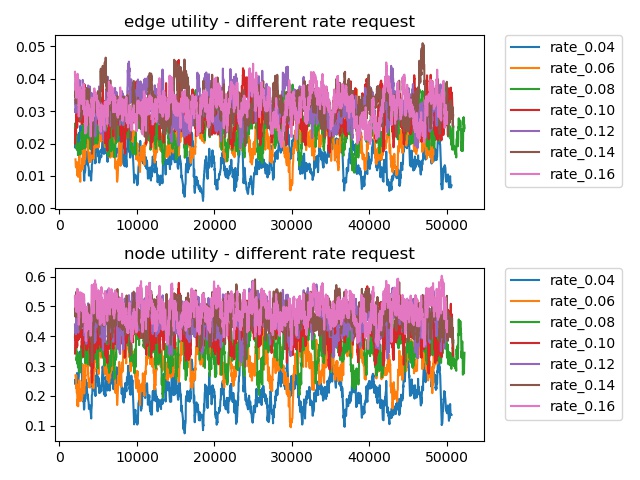 edge utility - different rate request
0.05
0.04
0.03
0.02
0.01
0.00
0 10000 20000 30000 40000 50000
rate_0.04
rate_0.06
rate_0.08
rate_0.10
rate_0.12
rate_0.14
rate_0.16
node utility - different rate request
0.6
0.5
0.4
0.3
0.2
0.1
0 10000 20000 30000 40000 50000
rate_0.04
rate_0.06
rate_0.08
rate_0.10
rate_0.12
rate_0.14
rate_0.16